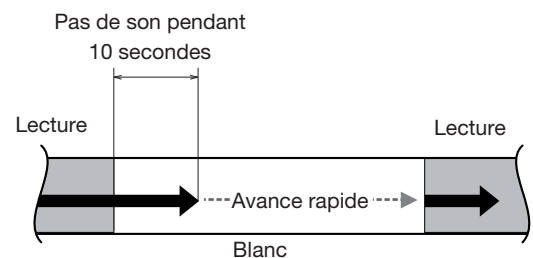 Pas de son pendant
10 secondes
Lecture
Lecture
Avance rapide
Blanc